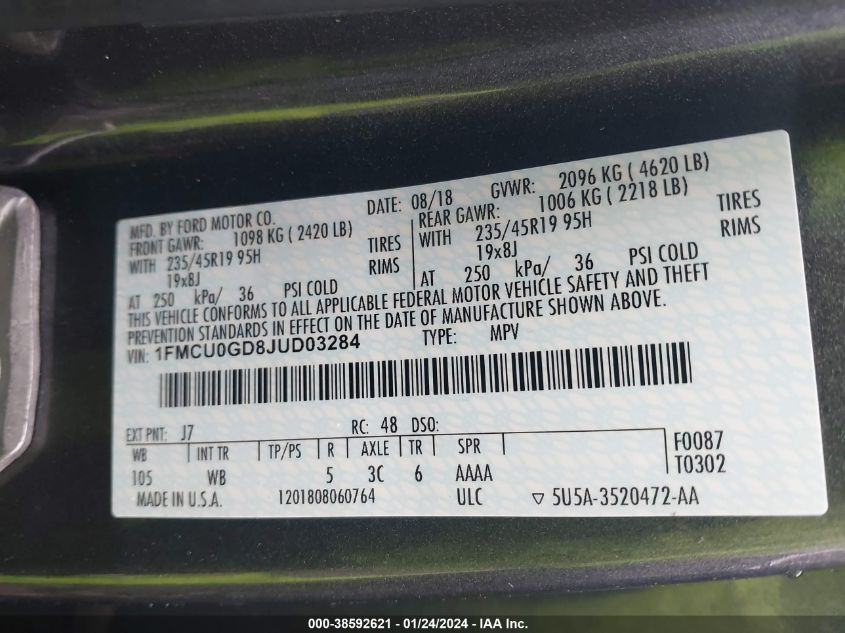 MFD. BY FORD MOTOR CO. DATE: 08/18 GVWR: 2096 KG ( 4620 LB)
FRONT GAWR: 1098 KG ( 2420 LB) REAR GAWR: 1006 KG ( 2218 LB)
WITH 235/45R19 95H TIRES WITH 235/45R19 95H TIRES
19x8J RIMS 19x8J RIMS
AT 250 kPa/ 36 PSI COLD AT 250 kPa/ 36 PSI COLD
THIS VEHICLE CONFORMS TO ALL APPLICABLE FEDERAL MOTOR VEHICLE SAFETY AND THEFT
PREVENTION STANDARDS IN EFFECT ON THE DATE OF MANUFACTURE SHOWN ABOVE.
VIN: 1FMCU0GD8JUD03284 TYPE: MPV
EXT PNT: J7 RC: 48 DSO:
WB INT TR TP/PS R AXLE TR SPR F0087
105 WB 5 3C 6 AAAA T0302
MADE IN U.S.A. 1201808060764 ULC ▽ 5U5A-3520472-AA
000-38592621 - 01/24/2024 - IAA Inc.